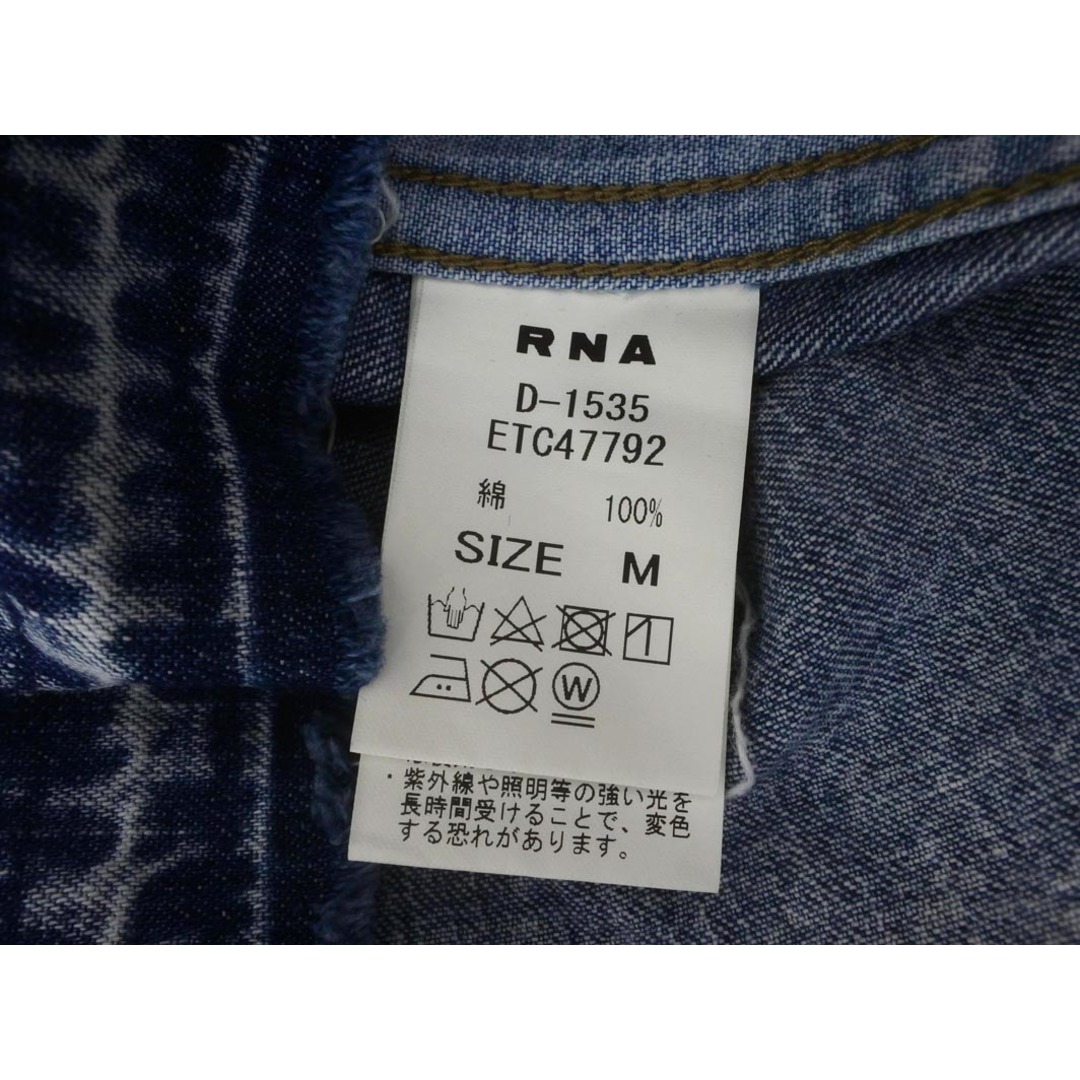 RNA
D-1535
ETC47792
綿 100%
SIZE M
W
・紫外線や照明等の強い光を
長時間受けることで、変色
する恐れがあります。